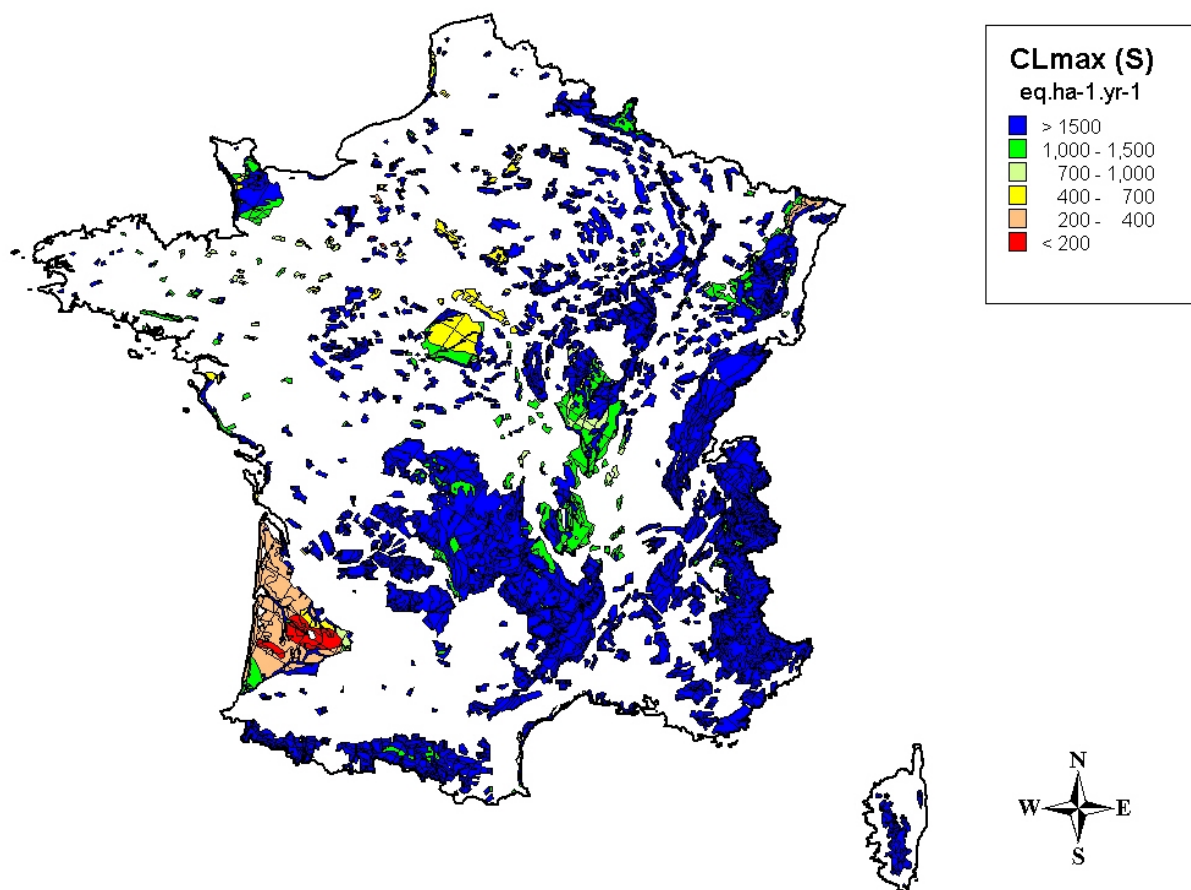 CLmax (S)
eq.ha-1.yr-1
> 1500
1,000 - 1,500
700 - 1,000
400 - 700
200 - 400
< 200
N
W E
S